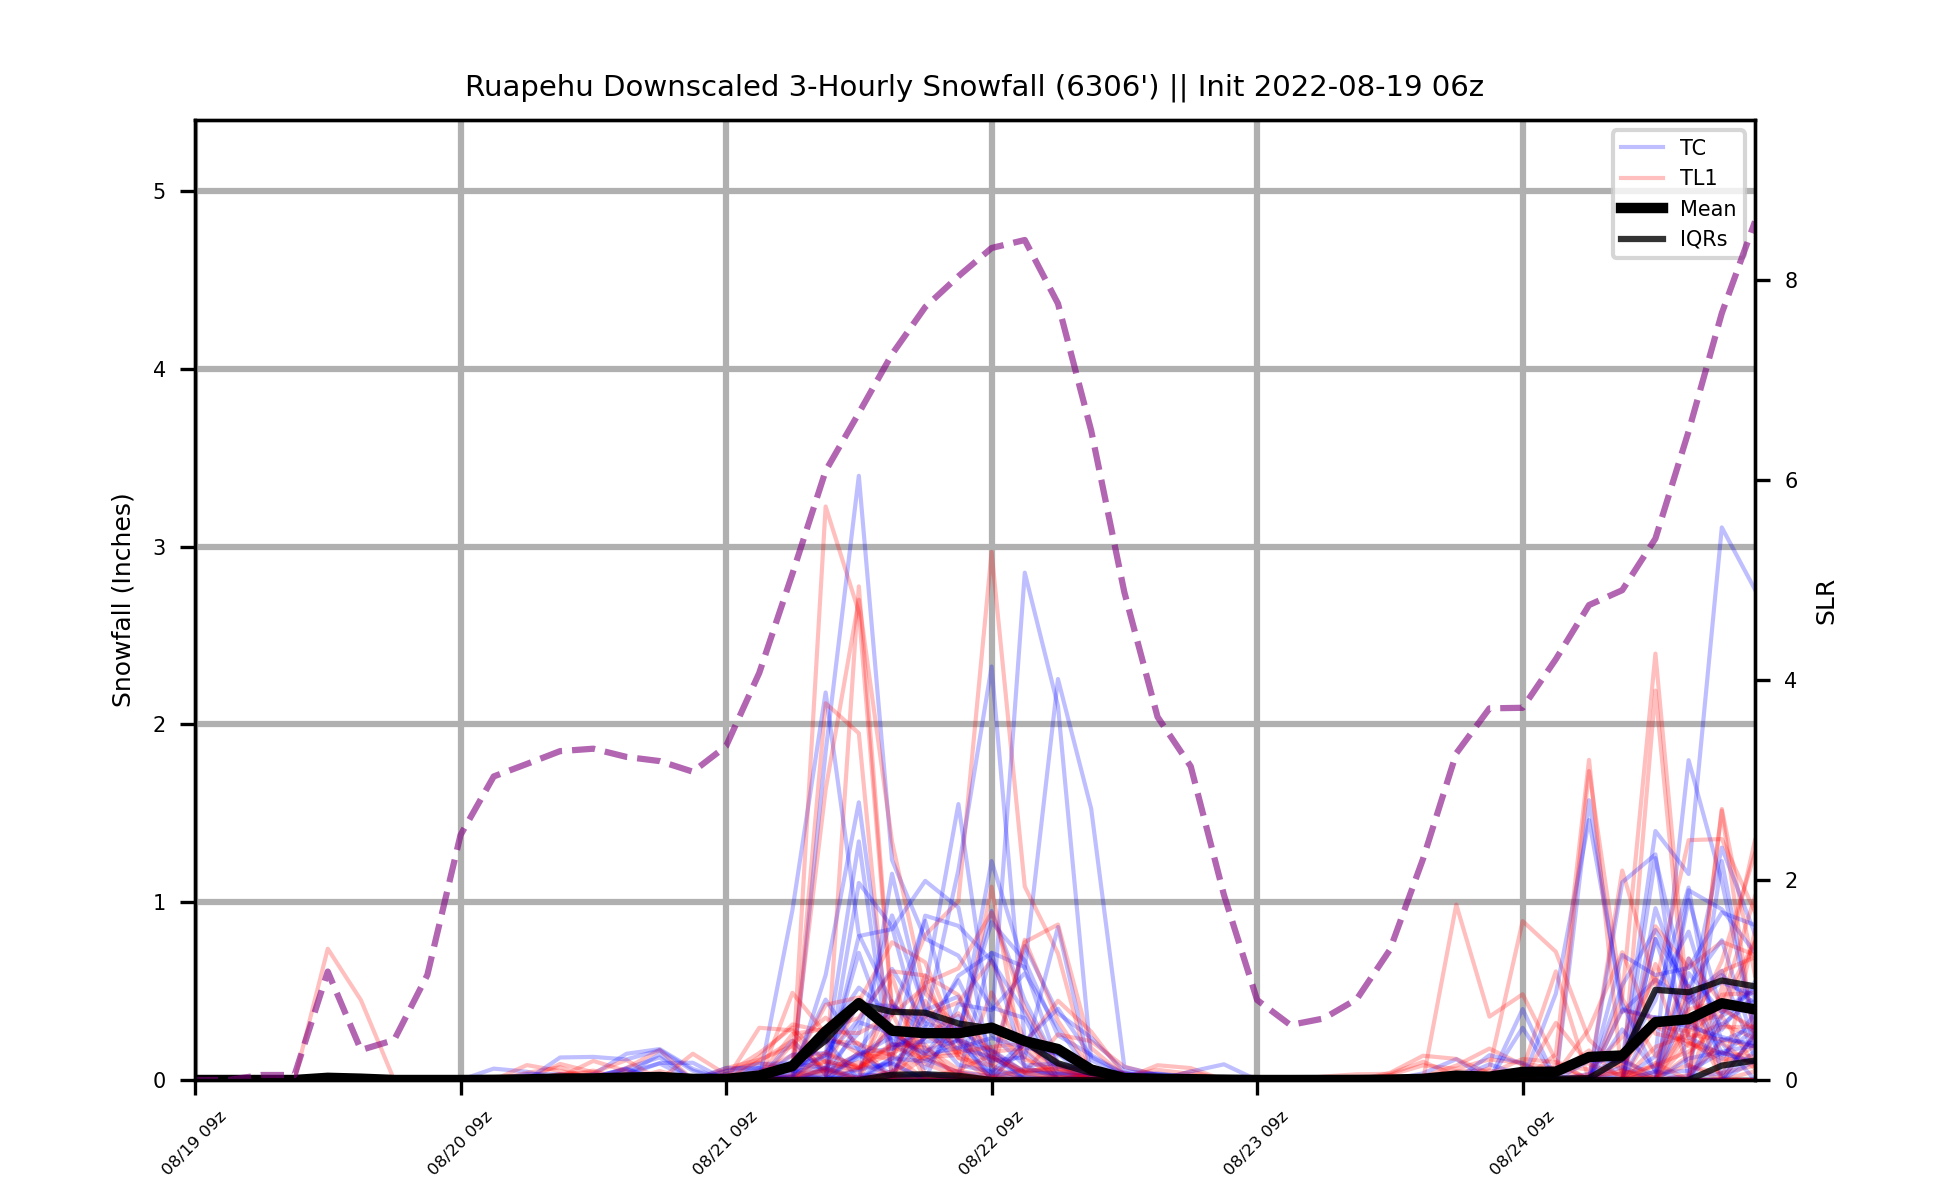 Ruapehu Downscaled 3-Hourly Snowfall (6306') || Init 2022-08-19 06z
TC
TL1
Mean
IQRs
Snowfall (Inches)
5
4
3
2
1
0
SLR
8
6
4
2
0
08/19 09z
08/20 09z
08/21 09z
08/22 09z
08/23 09z
08/24 09z